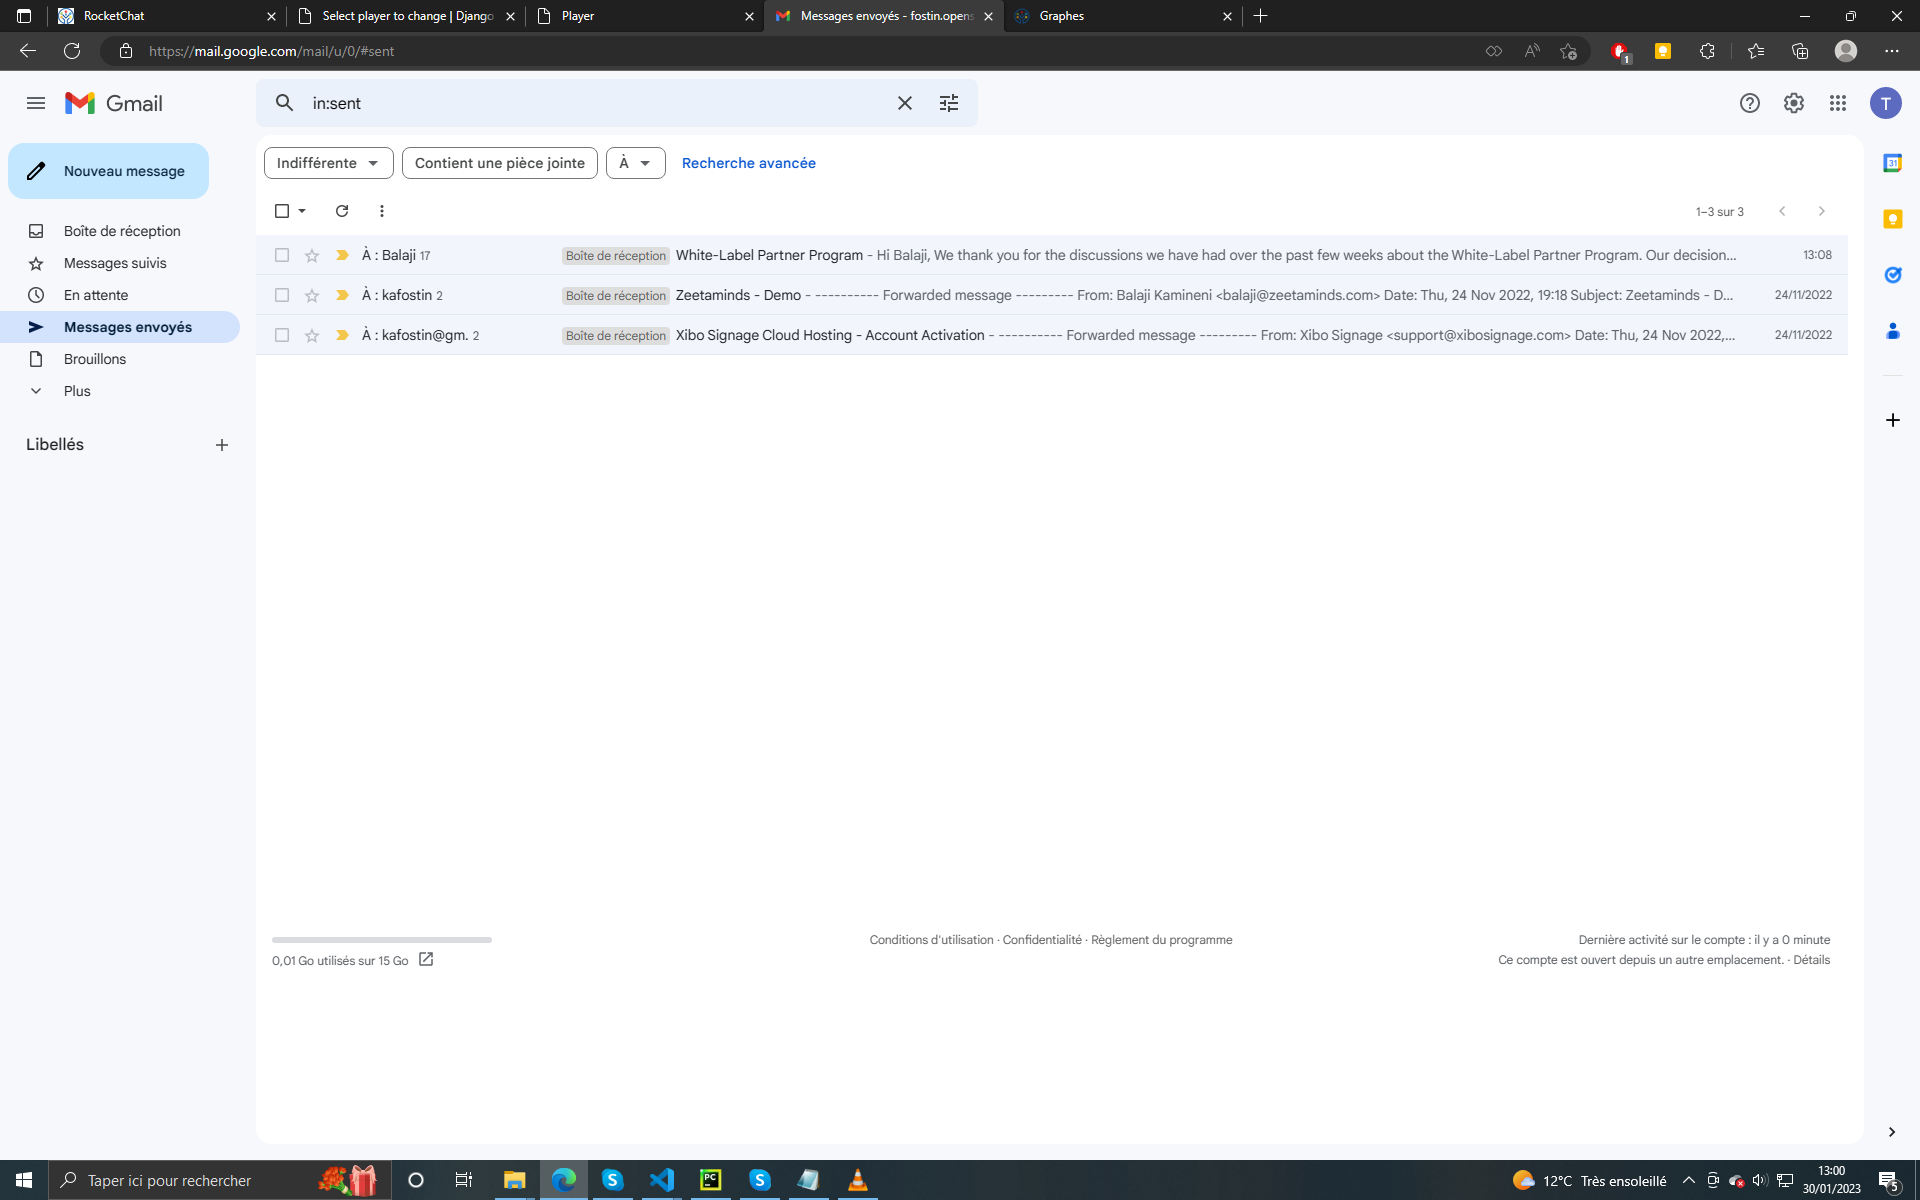 RocketChat
Select player to change | Django
Player
Messages envoyés - fostin.opens
Graphes
https://mail.google.com/mail/u/0/#sent
1
Gmail
in:sent
T
Nouveau message
Indifférente
Contient une pièce jointe
À
Recherche avancée
1–3 sur 3
Boîte de réception
Messages suivis
En attente
Messages envoyés
Brouillons
Plus
Libellés
À : Balaji 17 Boîte de réception White-Label Partner Program - Hi Balaji, We thank you for the discussions we have had over the past few weeks about the White-Label Partner Program. Our decision... 13:08
À : kafostin 2 Boîte de réception Zeetaminds - Demo - ---------- Forwarded message --------- From: Balaji Kamineni <balaji@zeetaminds.com> Date: Thu, 24 Nov 2022, 19:18 Subject: Zeetaminds - D... 24/11/2022
À : kafostin@gm. 2 Boîte de réception Xibo Signage Cloud Hosting - Account Activation - ---------- Forwarded message --------- From: Xibo Signage <support@xibosignage.com> Date: Thu, 24 Nov 2022,... 24/11/2022
31
0,01 Go utilisés sur 15 Go
Conditions d'utilisation · Confidentialité · Règlement du programme
Dernière activité sur le compte : il y a 0 minute
Ce compte est ouvert depuis un autre emplacement. · Détails
Taper ici pour rechercher
PC
12°C Très ensoleillé
13:00
30/01/2023
5